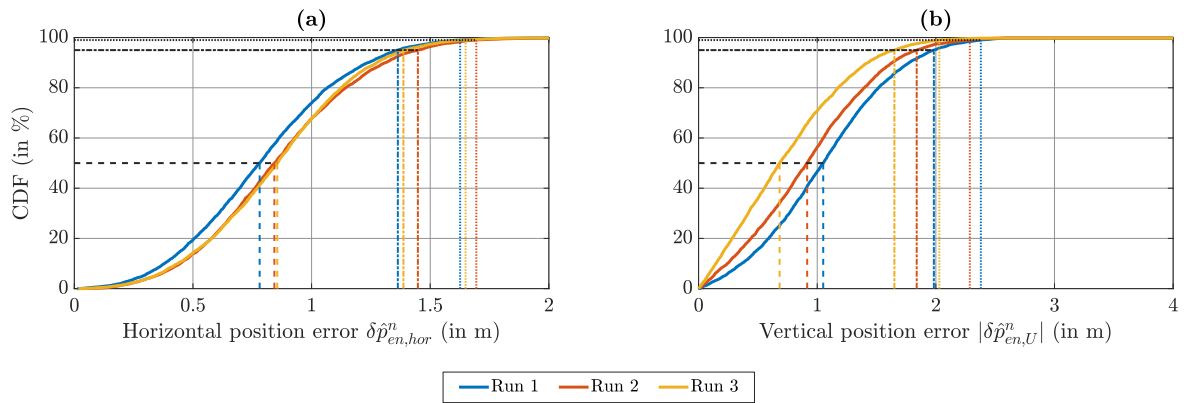 (a)
100
80
60
40
20
0
CDF (in %)
0 0.5 1 1.5 2
Horizontal position error δp̂ⁿ_{en,hor} (in m)
(b)
100
80
60
40
20
0
0 1 2 3 4
Vertical position error |δp̂ⁿ_{en,U}| (in m)
Run 1 Run 2 Run 3